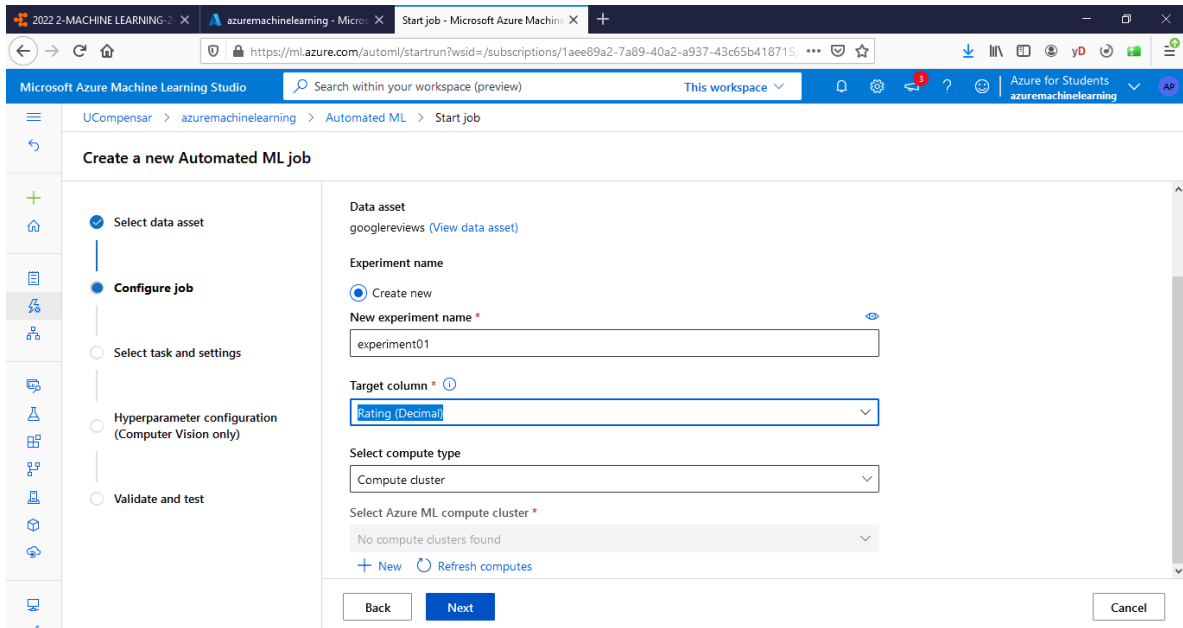 2022 2-MACHINE LEARNING-2
azuremachinelearning - Micros
Start job - Microsoft Azure Machine
https://ml.azure.com/automl/startrun?wsid=/subscriptions/1aee89a2-7a89-40a2-a937-43c65b418715/
yD
Microsoft Azure Machine Learning Studio
Search within your workspace (preview)
This workspace
3
?
Azure for Students
azuremachinelearning
AP
UCompensar > azuremachinelearning > Automated ML > Start job
Create a new Automated ML job
Select data asset
Configure job
Select task and settings
Hyperparameter configuration
(Computer Vision only)
Validate and test
Data asset
googlereviews (View data asset)
Experiment name
Create new
New experiment name *
experiment01
Target column *
Rating (Decimal)
Select compute type
Compute cluster
Select Azure ML compute cluster *
No compute clusters found
New
Refresh computes
Back
Next
Cancel